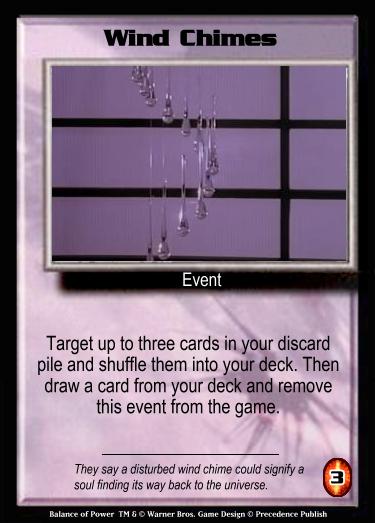 Wind Chimes
Event
Target up to three cards in your discard
pile and shuffle them into your deck. Then
draw a card from your deck and remove
this event from the game.
They say a disturbed wind chime could signify a
soul finding its way back to the universe.
3
Balance of Power TM & © Warner Bros. Game Design © Precedence Publish